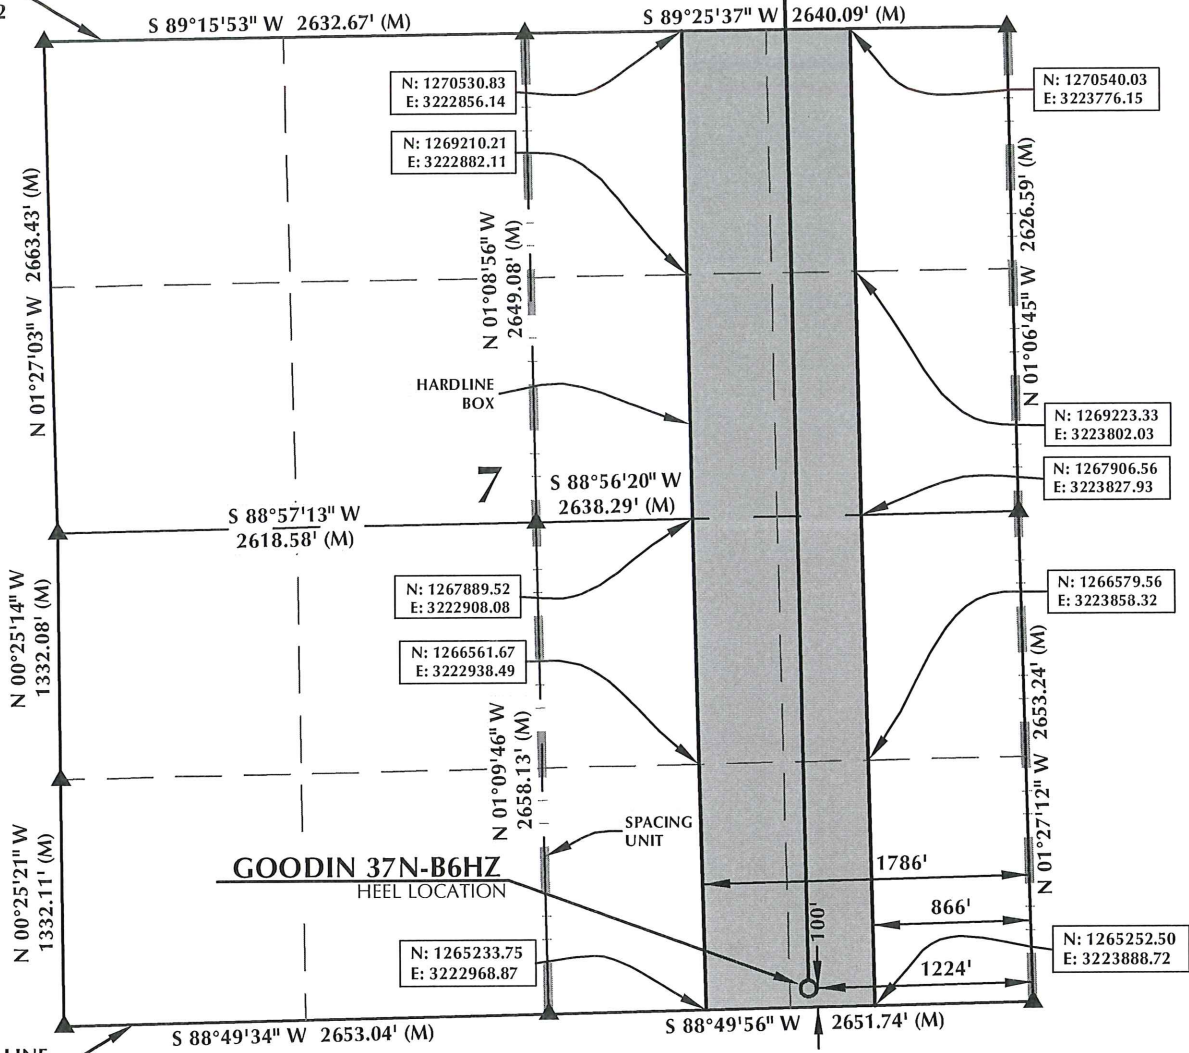 2
S 89°15'53" W 2632.67' (M)
S 89°25'37" W 2640.09' (M)
N: 1270530.83
E: 3222856.14
N: 1270540.03
E: 3223776.15
N: 1269210.21
E: 3222882.11
N 01°27'03" W 2663.43' (M)
N 01°08'56" W
2649.08' (M)
N 01°06'45" W 2626.59' (M)
HARDLINE
BOX
N: 1269223.33
E: 3223802.03
7
S 88°56'20" W
2638.29' (M)
N: 1267906.56
E: 3223827.93
S 88°57'13" W
2618.58' (M)
N 00°25'14" W
1332.08' (M)
N: 1267889.52
E: 3222908.08
N: 1266579.56
E: 3223858.32
N: 1266561.67
E: 3222938.49
N 01°09'46" W
2658.13' (M)
N 01°27'12" W 2653.24' (M)
SPACING
UNIT
GOODIN 37N-B6HZ
HEEL LOCATION
1786'
866'
100'
N 00°25'21" W
1332.11' (M)
N: 1265233.75
E: 3222968.87
1224'
N: 1265252.50
E: 3223888.72
S 88°49'34" W 2653.04' (M)
S 88°49'56" W 2651.74' (M)
LINE